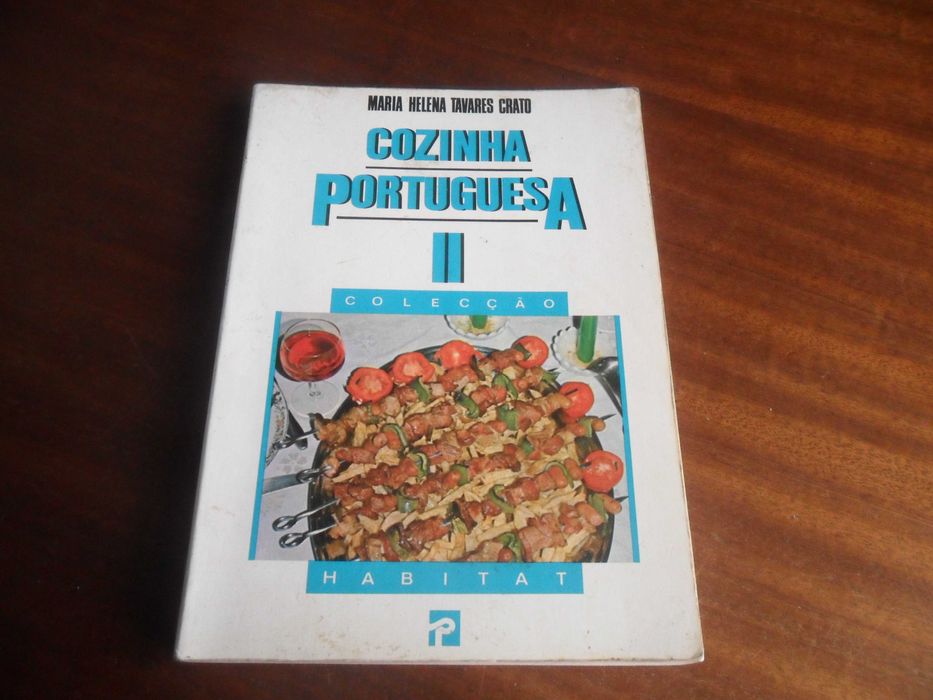 MARIA HELENA TAVARES CRATO
COZINHA
PORTUGUESA
II
COLECÇÃO
HABITAT